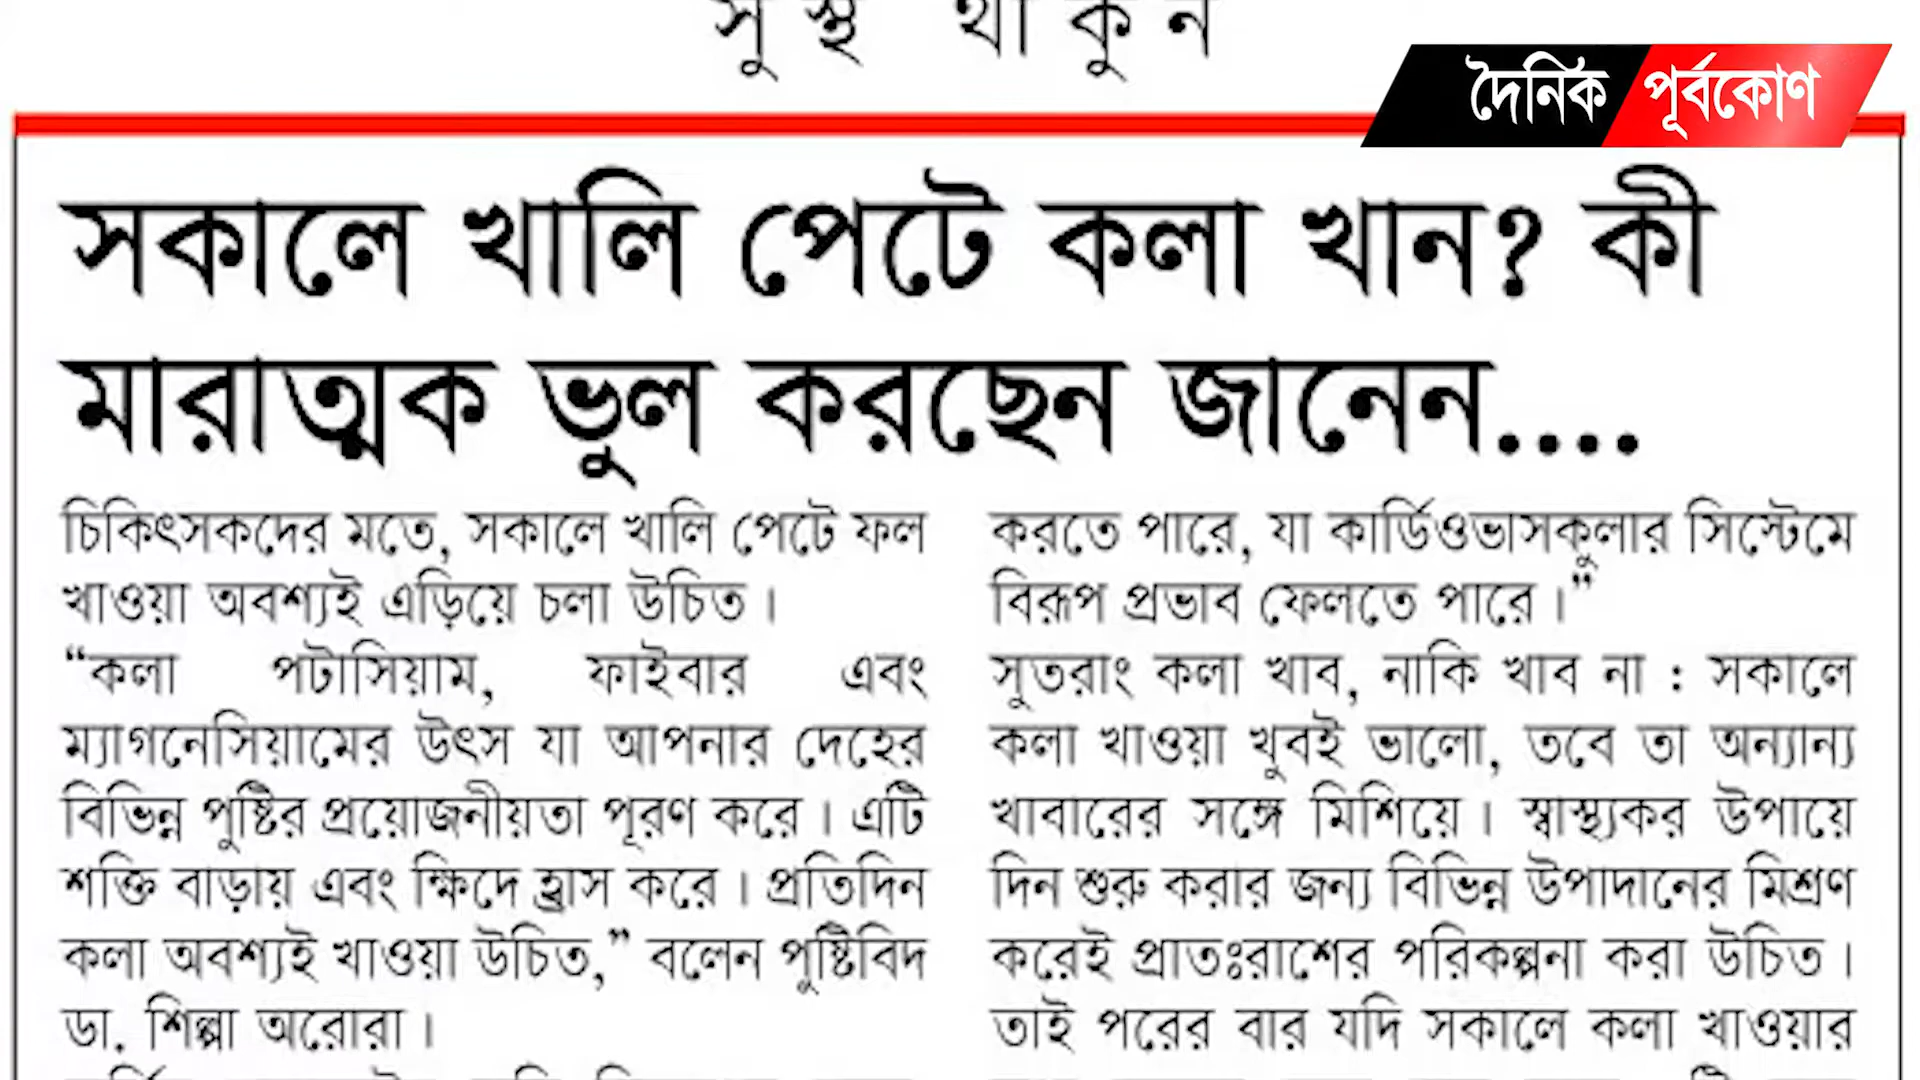 সুস্থ থাকুন
দৈনিক পূর্বকোণ
সকালে খালি পেটে কলা খান? কী
মারাত্মক ভুল করছেন জানেন....
চিকিৎসকদের মতে, সকালে খালি পেটে ফল
খাওয়া অবশ্যই এড়িয়ে চলা উচিত।
“কলা পটাসিয়াম, ফাইবার এবং
ম্যাগনেসিয়ামের উৎস যা আপনার দেহের
বিভিন্ন পুষ্টির প্রয়োজনীয়তা পূরণ করে। এটি
শক্তি বাড়ায় এবং ক্ষিদে হ্রাস করে। প্রতিদিন
কলা অবশ্যই খাওয়া উচিত,” বলেন পুষ্টিবিদ
ডা. শিল্পা অরোরা।
করতে পারে, যা কার্ডিওভাসকুলার সিস্টেমে
বিরূপ প্রভাব ফেলতে পারে।”
সুতরাং কলা খাব, নাকি খাব না : সকালে
কলা খাওয়া খুবই ভালো, তবে তা অন্যান্য
খাবারের সঙ্গে মিশিয়ে। স্বাস্থ্যকর উপায়ে
দিন শুরু করার জন্য বিভিন্ন উপাদানের মিশ্রণ
করেই প্রাতঃরাশের পরিকল্পনা করা উচিত।
তাই পরের বার যদি সকালে কলা খাওয়ার